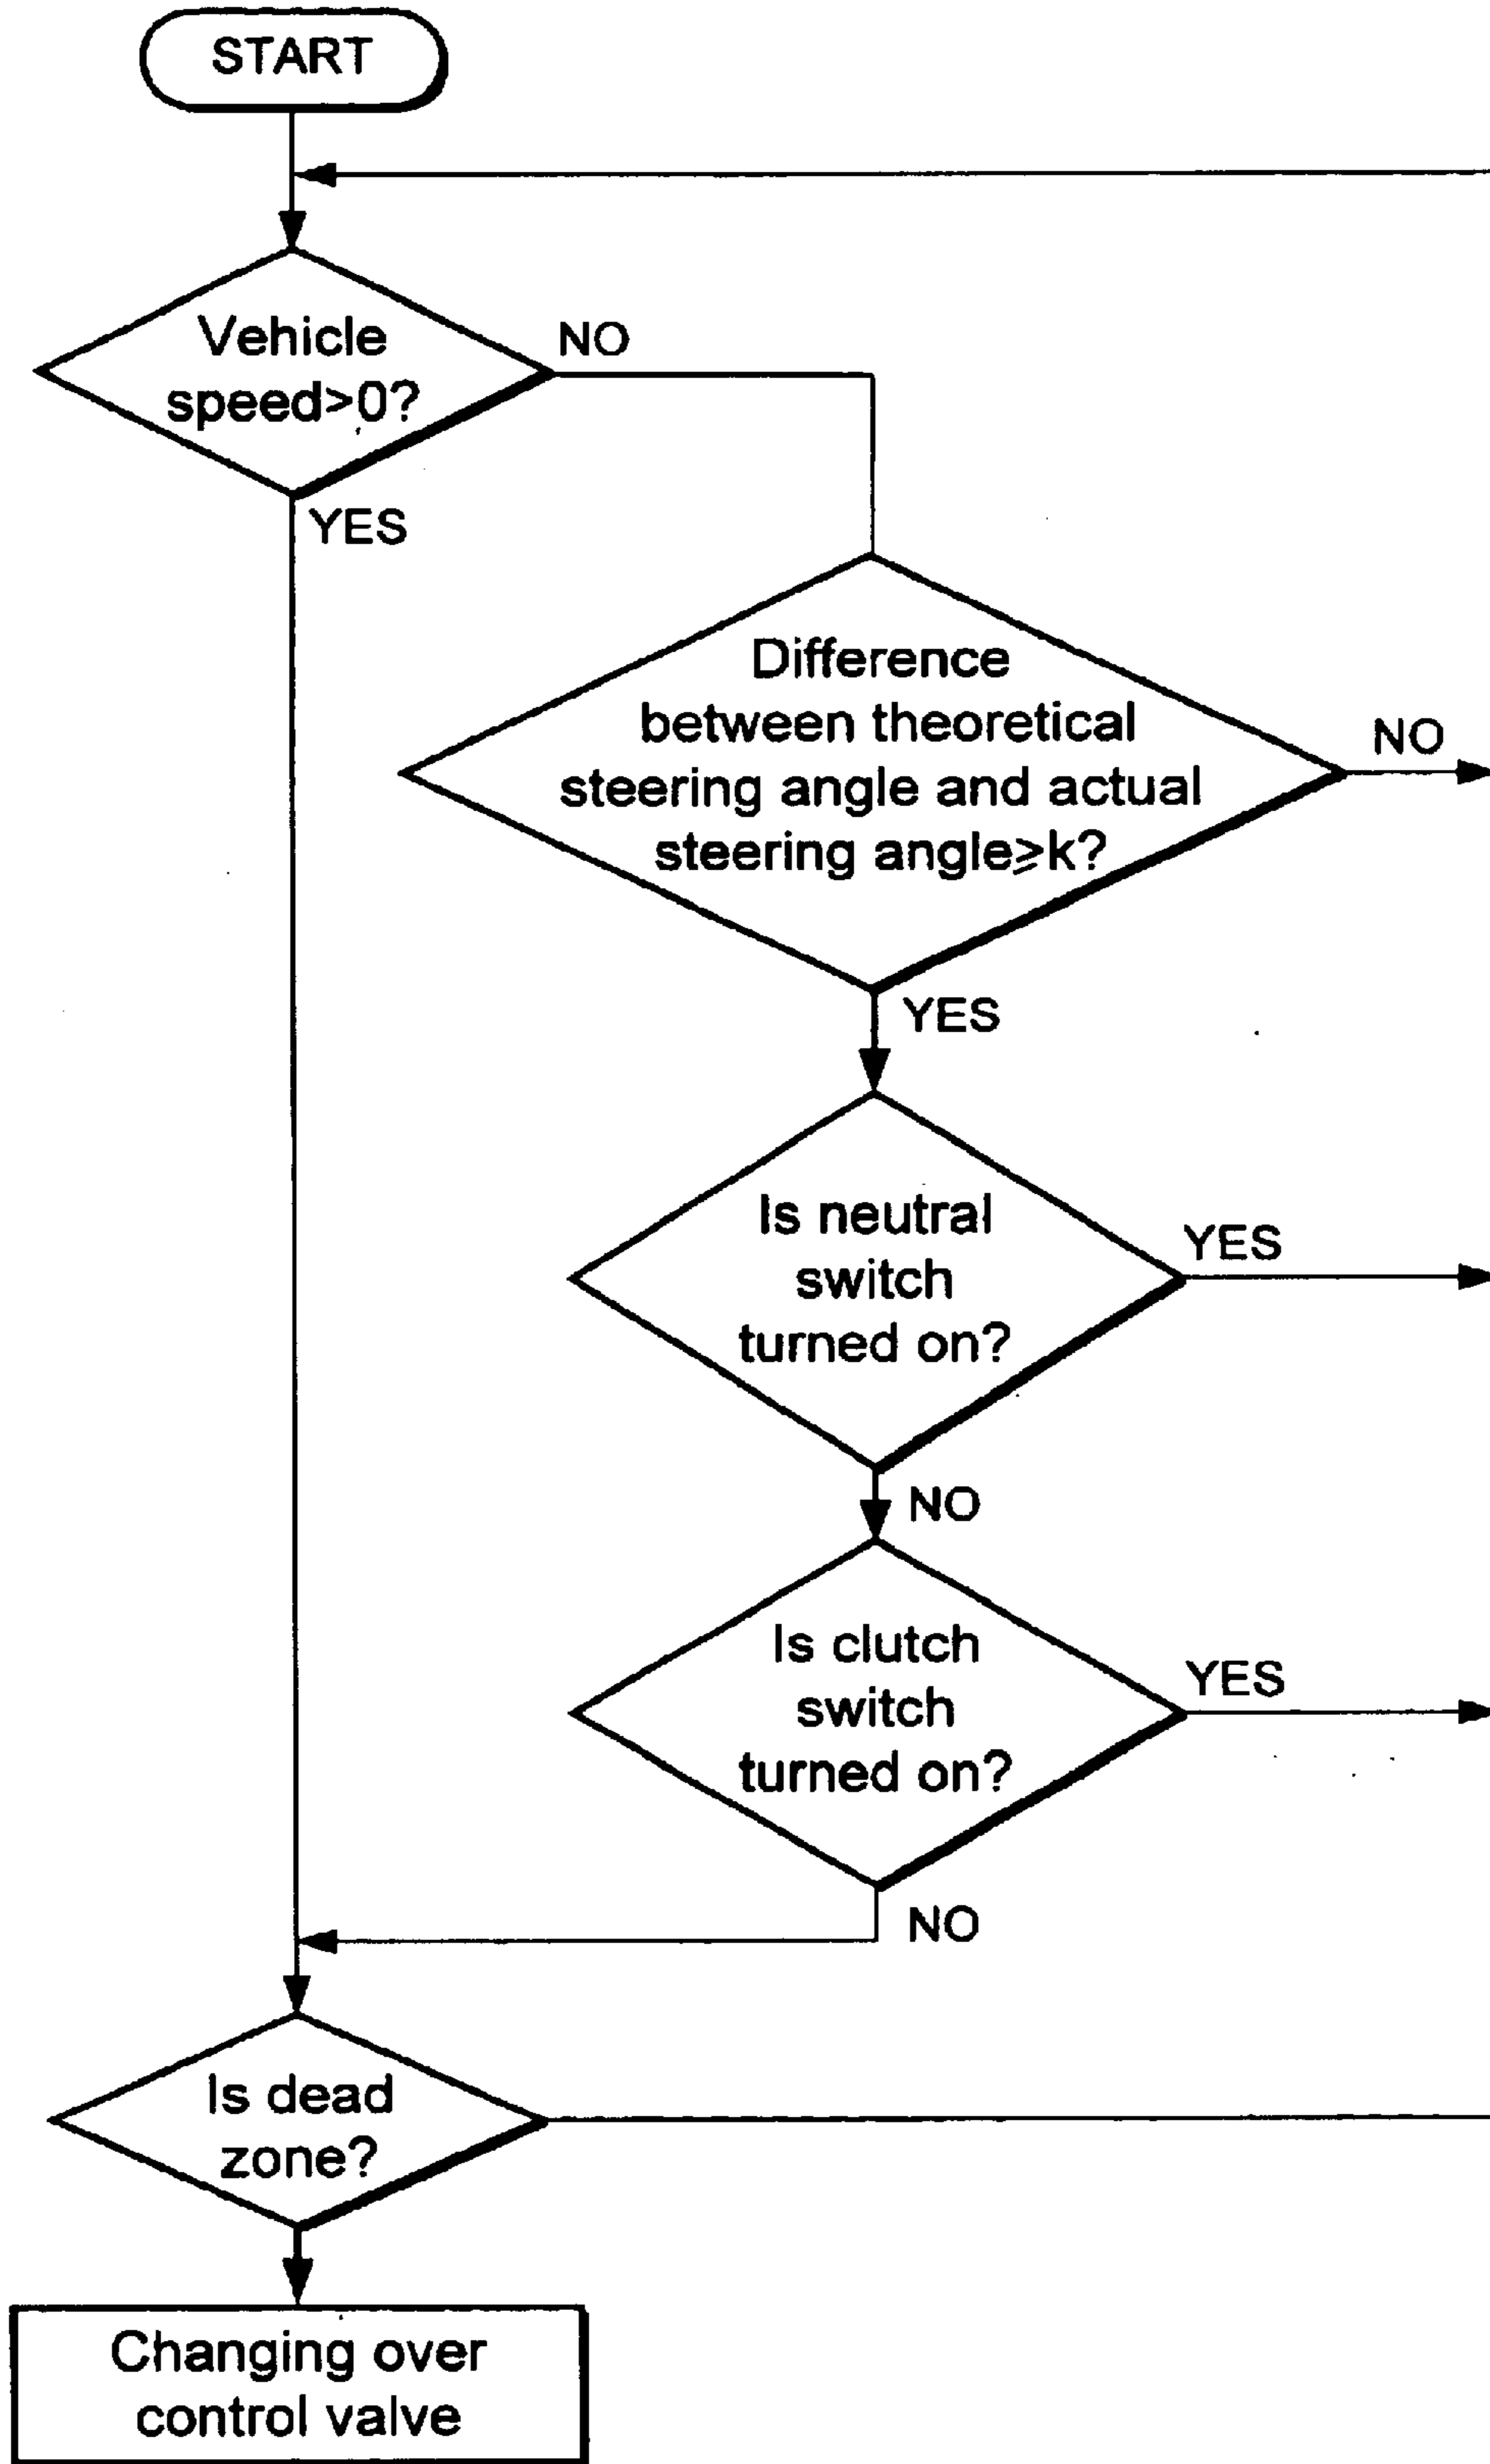 START
Vehicle
speed>0?
NO
YES
Difference
between theoretical
steering angle and actual
steering angle≥k?
NO
YES
Is neutral
switch
turned on?
YES
NO
Is clutch
switch
turned on?
YES
NO
Is dead
zone?
Changing over
control valve